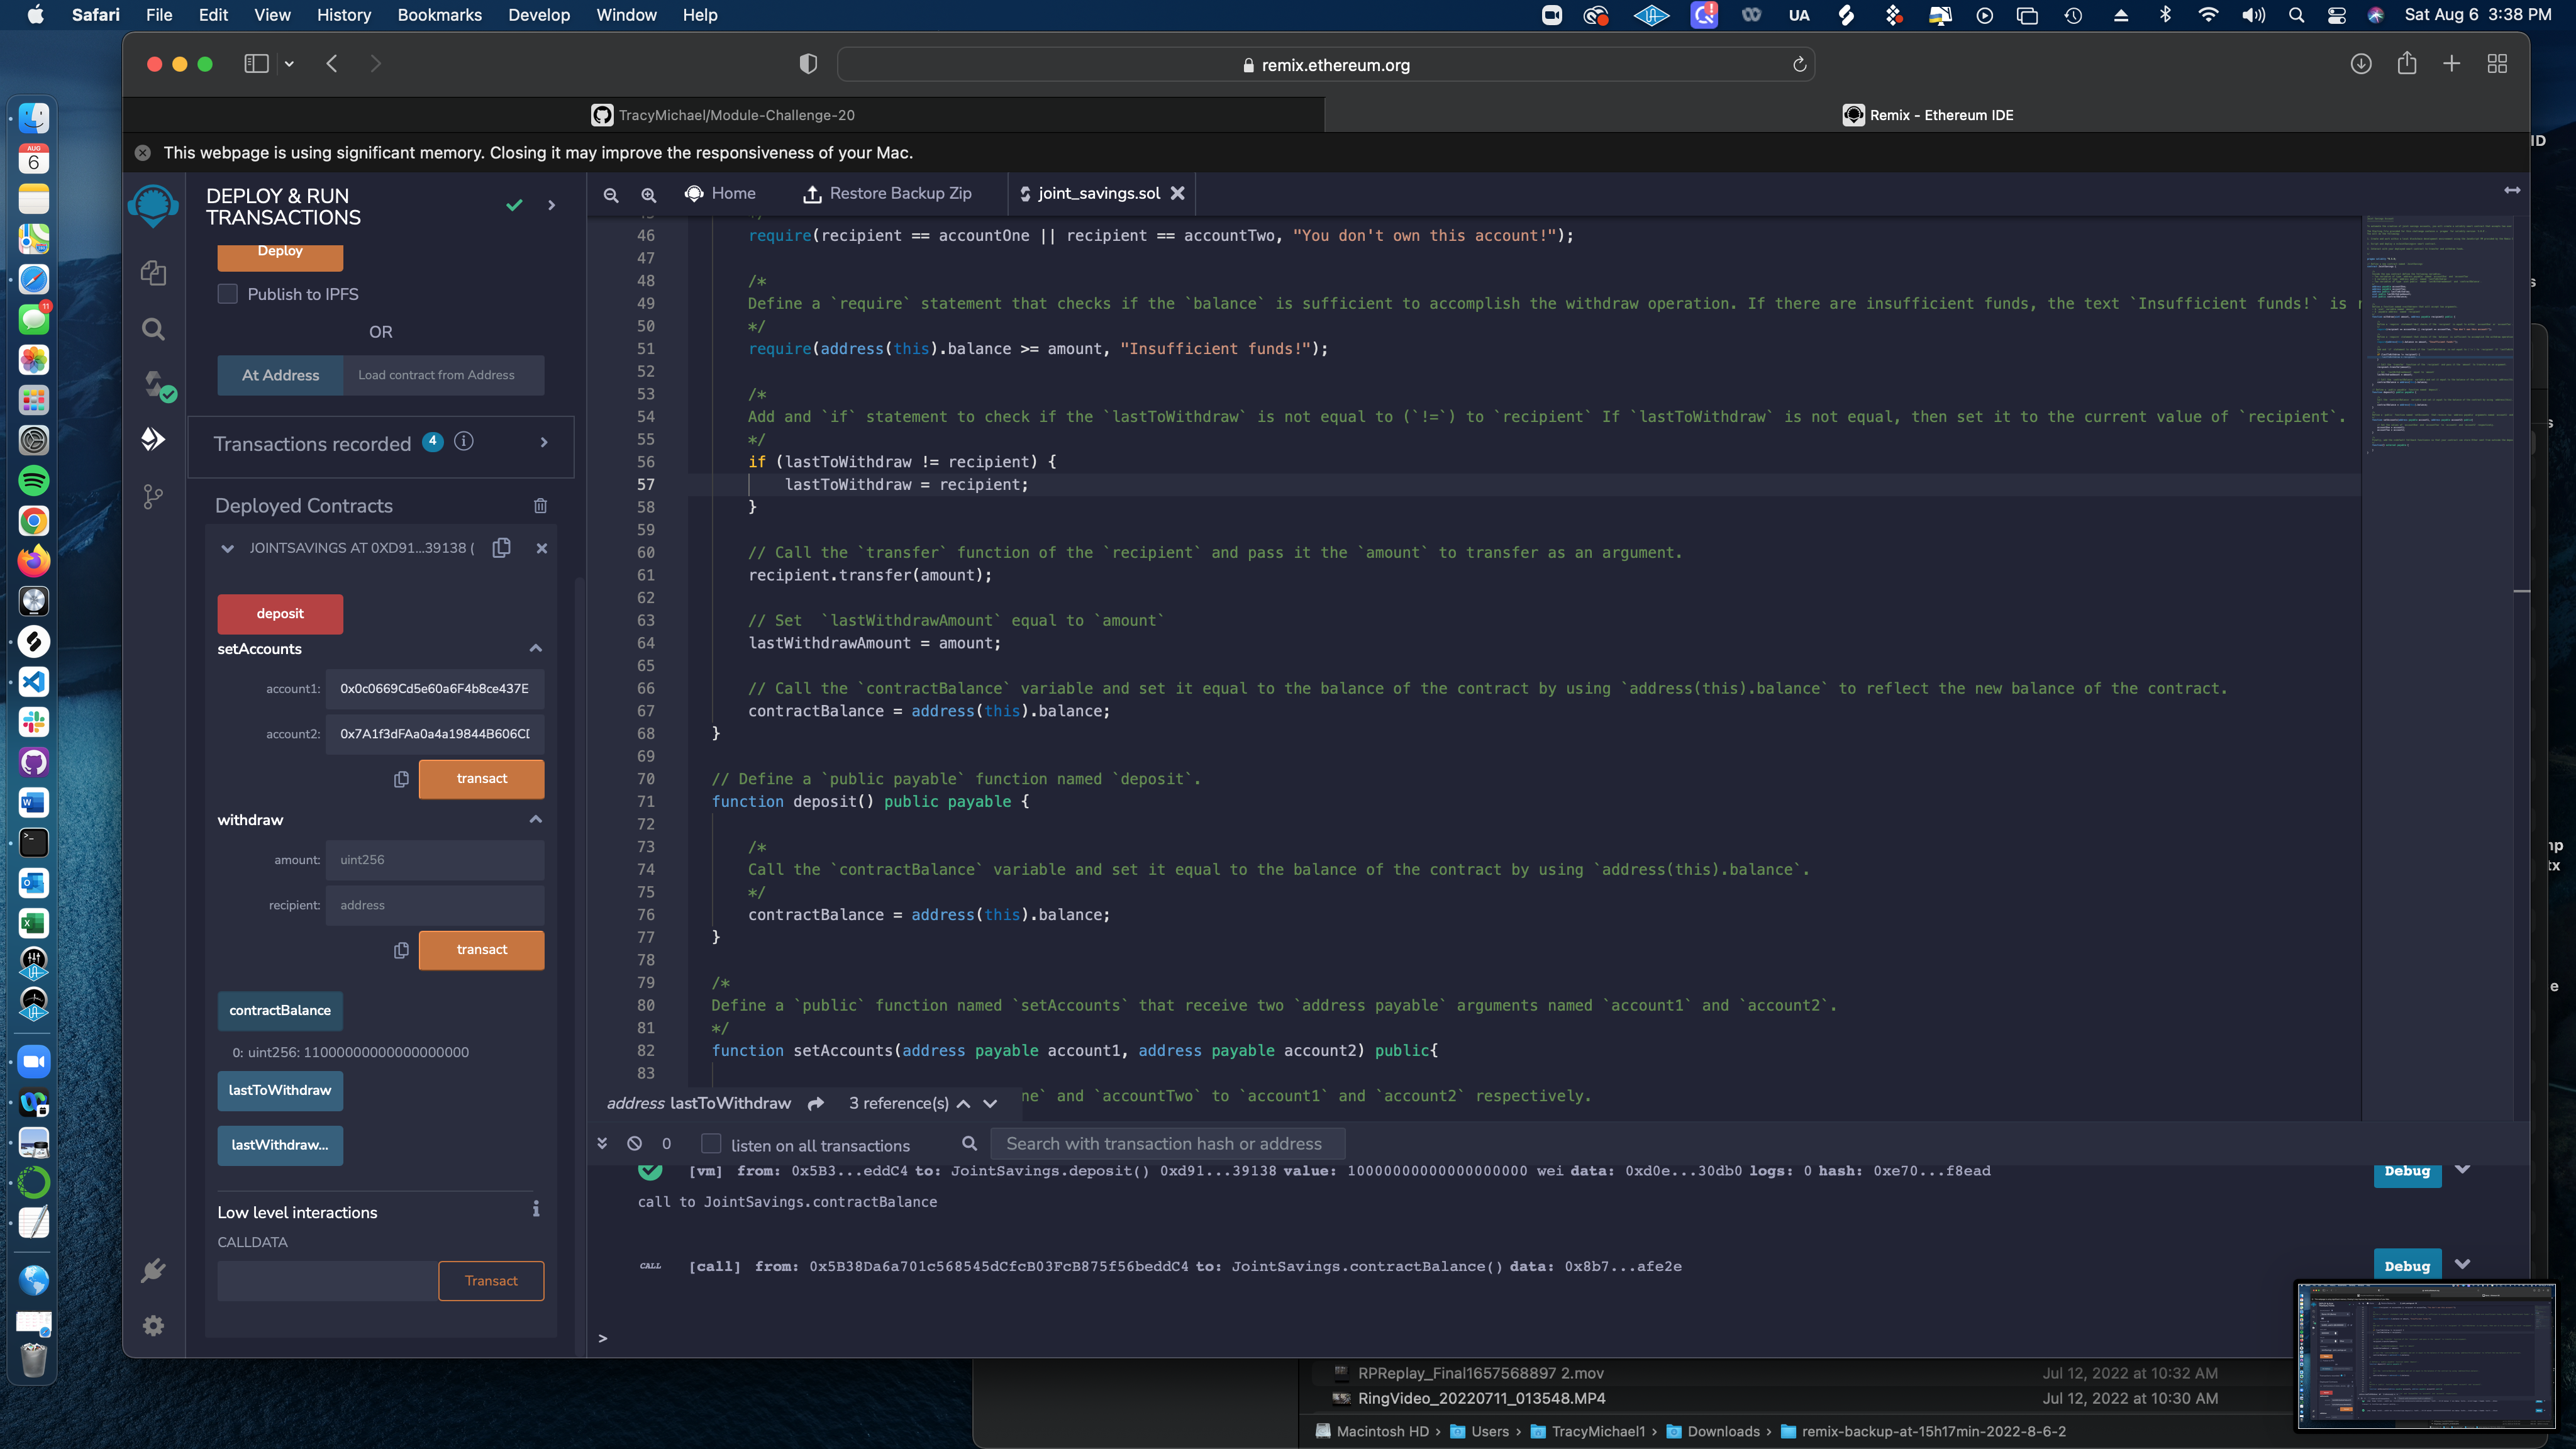 Safari File Edit View History Bookmarks Develop Window Help
UA
Sat Aug 6 3:38 PM
remix.ethereum.org
TracyMichael/Module-Challenge-20
Remix - Ethereum IDE
This webpage is using significant memory. Closing it may improve the responsiveness of your Mac.
AUG
6
11
DEPLOY & RUN
TRANSACTIONS
Deploy
Publish to IPFS
OR
At Address
Load contract from Address
Transactions recorded 4
Deployed Contracts
JOINTSAVINGS AT 0XD91...39138 (
deposit
setAccounts
account1: 0x0c0669Cd5e60a6F4b8ce437E
account2: 0x7A1f3dFAa0a4a19844B606C
transact
withdraw
amount: uint256
recipient: address
transact
contractBalance
0: uint256: 11000000000000000000
lastToWithdraw
lastWithdraw...
Low level interactions
CALLDATA
Transact
Home
Restore Backup Zip
joint_savings.sol
46 require(recipient == accountOne || recipient == accountTwo, "You don't own this account!");
47
48 /*
49 Define a `require` statement that checks if the `balance` is sufficient to accomplish the withdraw operation. If there are insufficient funds, the text `Insufficient funds!` is r
50 */
51 require(address(this).balance >= amount, "Insufficient funds!");
52
53 /*
54 Add and `if` statement to check if the `lastToWithdraw` is not equal to (`!=`) to `recipient` If `lastToWithdraw` is not equal, then set it to the current value of `recipient`.
55 */
56 if (lastToWithdraw != recipient) {
57 lastToWithdraw = recipient;
58 }
59
60 // Call the `transfer` function of the `recipient` and pass it the `amount` to transfer as an argument.
61 recipient.transfer(amount);
62
63 // Set  `lastWithdrawAmount` equal to `amount`
64 lastWithdrawAmount = amount;
65
66 // Call the `contractBalance` variable and set it equal to the balance of the contract by using `address(this).balance` to reflect the new balance of the contract.
67 contractBalance = address(this).balance;
68 }
69
70 // Define a `public payable` function named `deposit`.
71 function deposit() public payable {
72
73 /*
74 Call the `contractBalance` variable and set it equal to the balance of the contract by using `address(this).balance`.
75 */
76 contractBalance = address(this).balance;
77 }
78
79 /*
80 Define a `public` function named `setAccounts` that receive two `address payable` arguments named `account1` and `account2`.
81 */
82 function setAccounts(address payable account1, address payable account2) public{
83
ne` and `accountTwo` to `account1` and `account2` respectively.
address lastToWithdraw 3 reference(s)
0 listen on all transactions
Search with transaction hash or address
[vm] from: 0x5B3...eddC4 to: JointSavings.deposit() 0xd91...39138 value: 10000000000000000000 wei data: 0xd0e...30db0 logs: 0 hash: 0xe70...f8ead
Debug
call to JointSavings.contractBalance
CALL [call] from: 0x5B38Da6a701c568545dCfcB03FcB875f56beddC4 to: JointSavings.contractBalance() data: 0x8b7...afe2e
Debug
>
RPReplay_Final1657568897 2.mov Jul 12, 2022 at 10:32 AM
RingVideo_20220711_013548.MP4 Jul 12, 2022 at 10:30 AM
Macintosh HD › Users › TracyMichael1 › Downloads › remix-backup-at-15h17min-2022-8-6-2